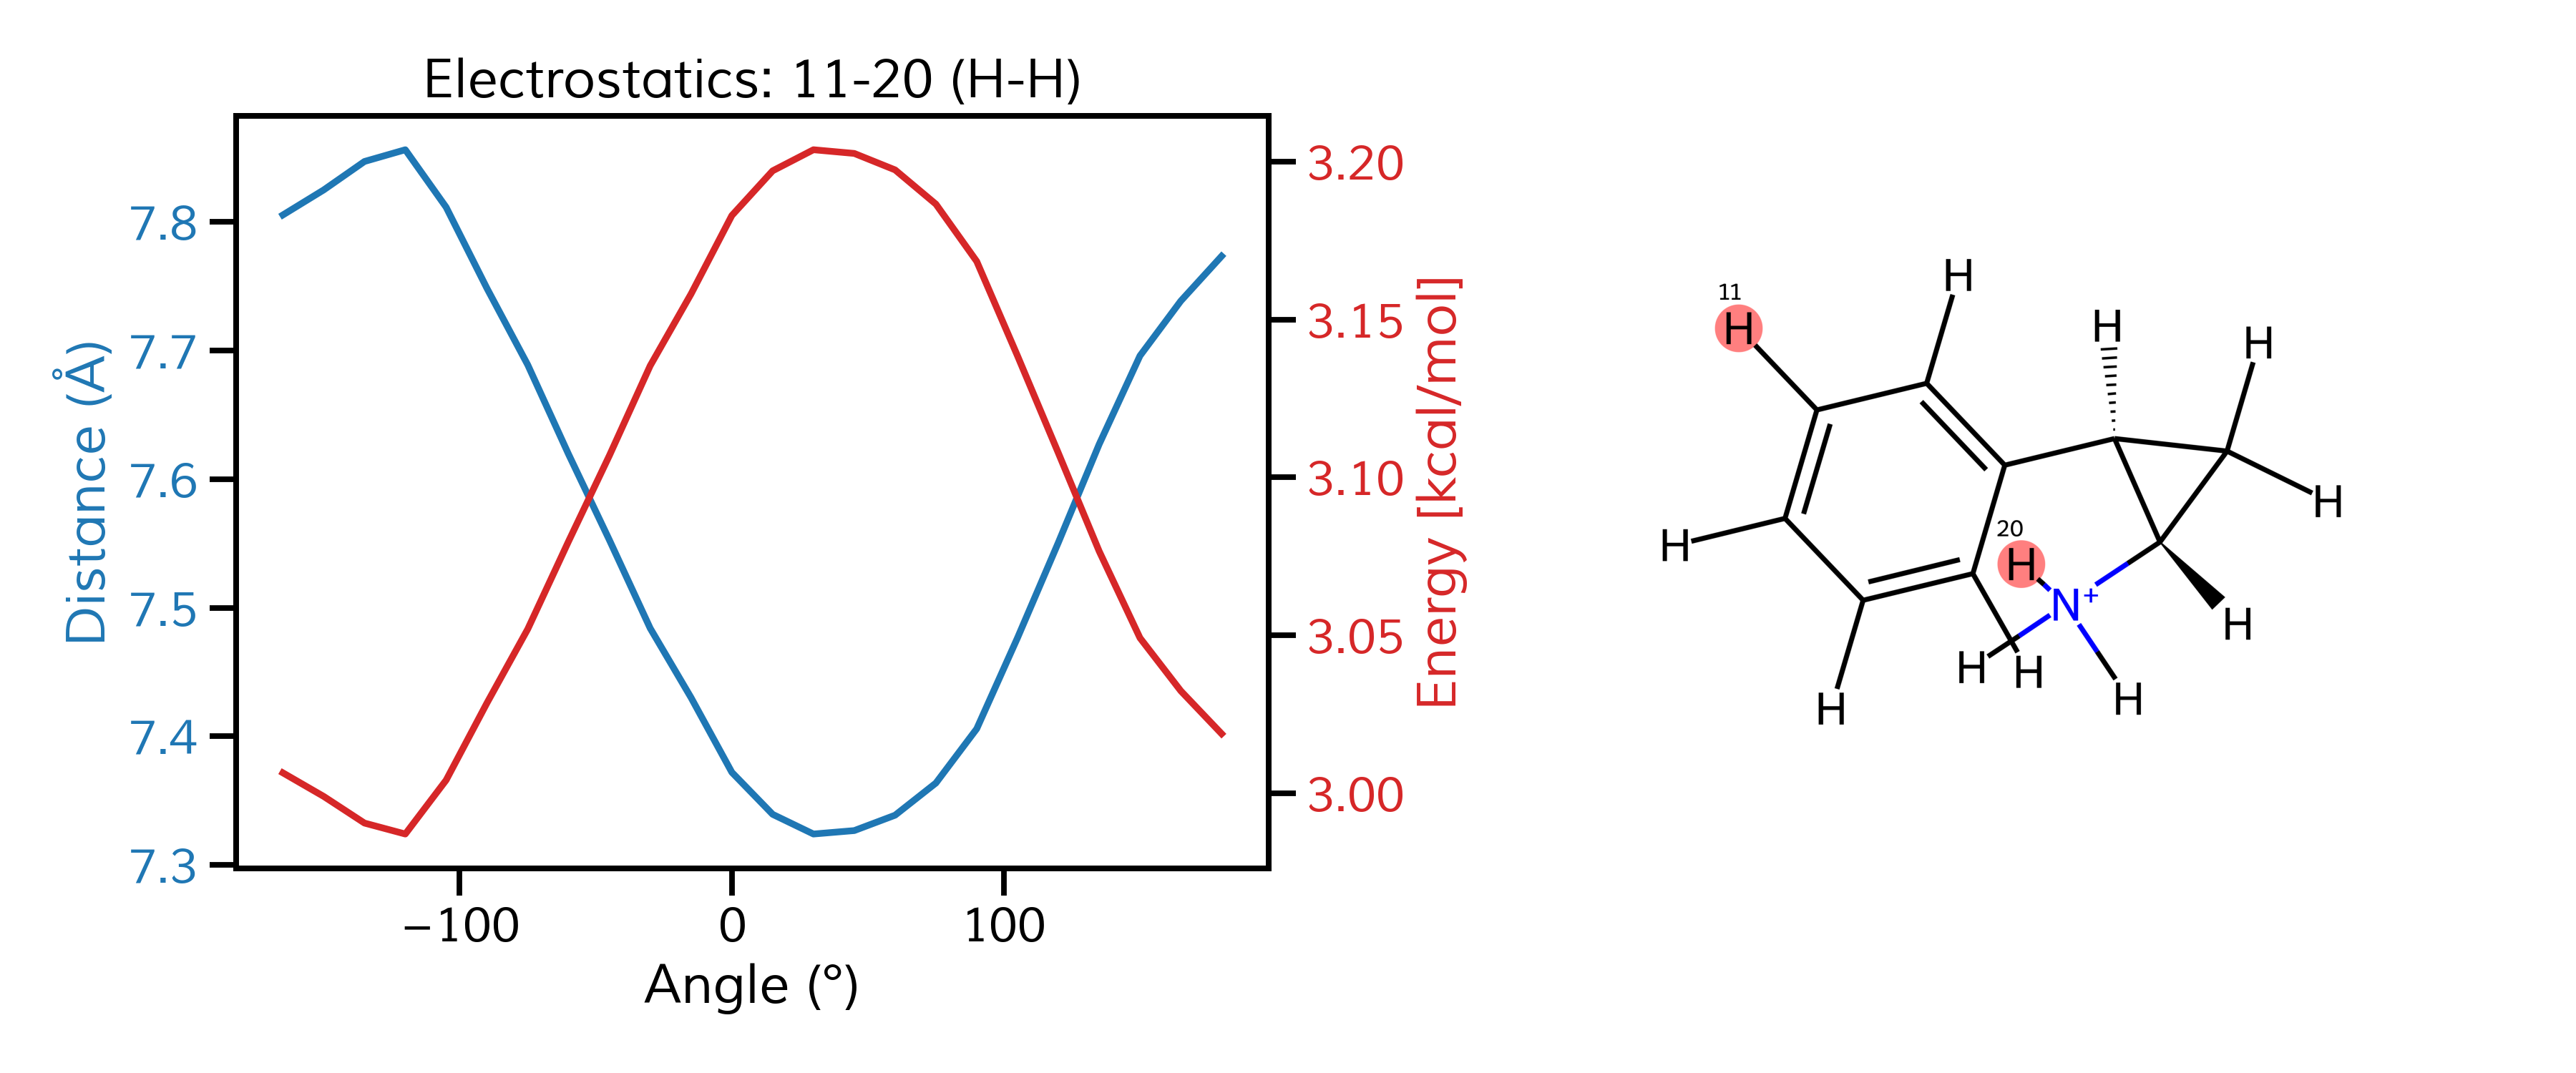 Electrostatics: 11-20 (H-H)
Distance (Å)
7.8
7.7
7.6
7.5
7.4
7.3
−100
0
100
Angle (°)
3.20
3.15
3.10
3.05
3.00
Energy [kcal/mol]
H
11
H
H
H
H
20
H
H
N+
H
H
H
H
H
H